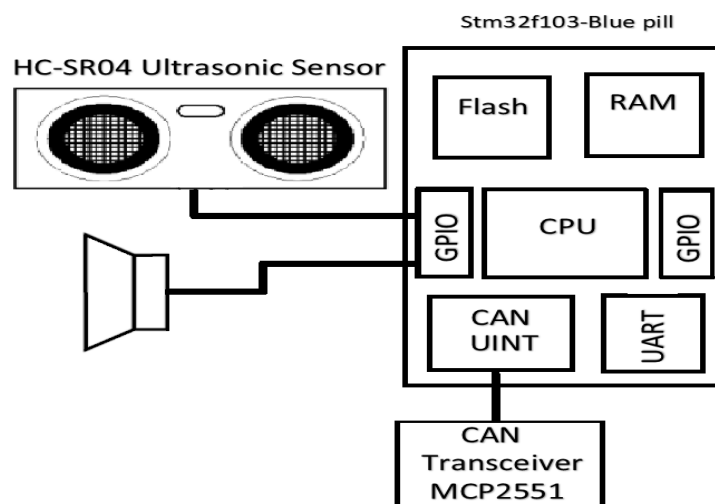 Stm32f103-Blue pill
HC-SR04 Ultrasonic Sensor
Flash
RAM
GPIO
CPU
GPIO
CAN
UINT
UART
CAN
Transceiver
MCP2551